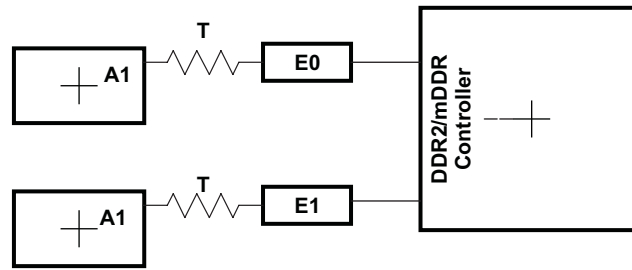 T
A1
E0
DDR2/mDDR
Controller
T
A1
E1